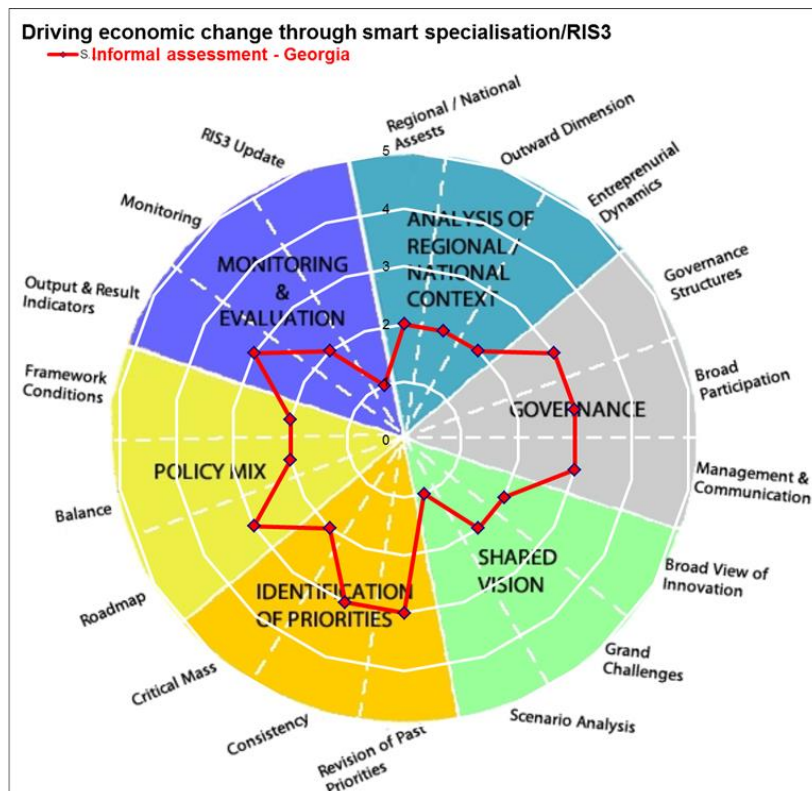 Driving economic change through smart specialisation/RIS3
S. Informal assessment - Georgia
Regional / National
Assests
Outward Dimension
Entreprenurial
Dynamics
Governance
Structures
Broad
Participation
Management &
Communication
Broad View of
Innovation
Grand
Challenges
Scenario Analysis
Revision of Past
Priorities
Consistency
Critical Mass
Roadmap
Balance
Framework
Conditions
Output & Result
Indicators
Monitoring
RIS3 Update
5
4
3
2
0
ANALYSIS OF
REGIONAL /
NATIONAL
CONTEXT
GOVERNANCE
SHARED
VISION
IDENTIFICATION
OF PRIORITIES
POLICY MIX
MONITORING
&
EVALUATION